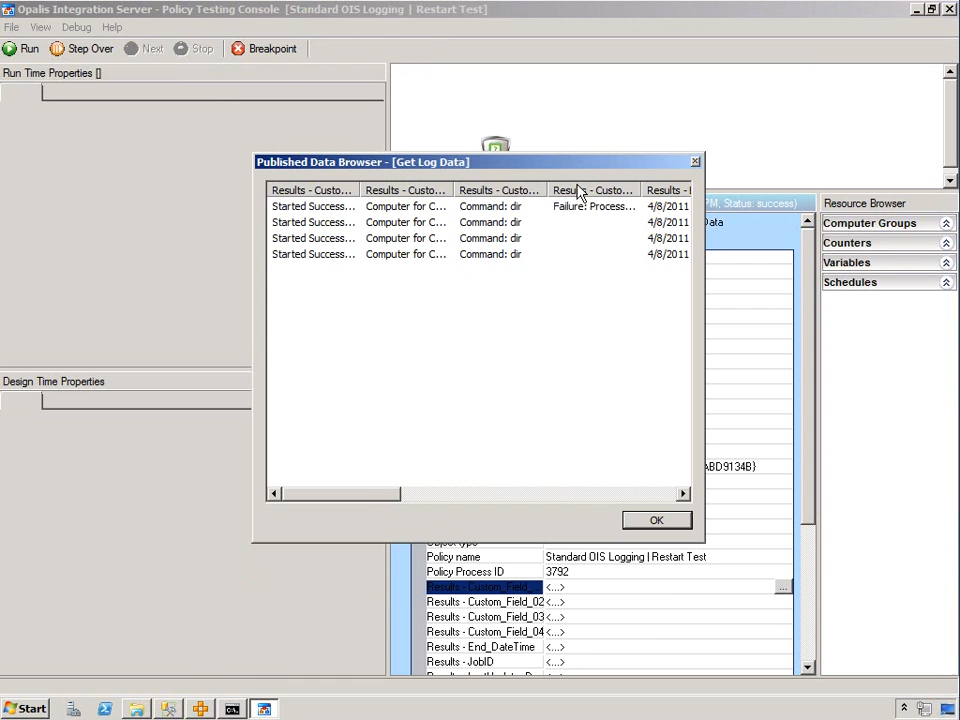 Opalis Integration Server - Policy Testing Console [Standard OIS Logging | Restart Test]
File View Debug Help
Run Step Over Next Stop Breakpoint
Run Time Properties []
Published Data Browser - [Get Log Data]
Results - Custo... Results - Custo... Results - Custo... Results - Custo... Results -
Started Success... Computer for C... Command: dir Failure: Process... 4/8/2011
Started Success... Computer for C... Command: dir 4/8/2011
Started Success... Computer for C... Command: dir 4/8/2011
Started Success... Computer for C... Command: dir 4/8/2011
OK
PM, Status: success)
Data
ABD9134B}
Policy name Standard OIS Logging | Restart Test
Policy Process ID 3792
Results - Custom_Field_... <...> ...
Results - Custom_Field_02 <...>
Results - Custom_Field_03 <...>
Results - Custom_Field_04 <...>
Results - End_DateTime <...>
Results - JobID <...>
Resource Browser
Computer Groups
Counters
Variables
Schedules
Design Time Properties
Start